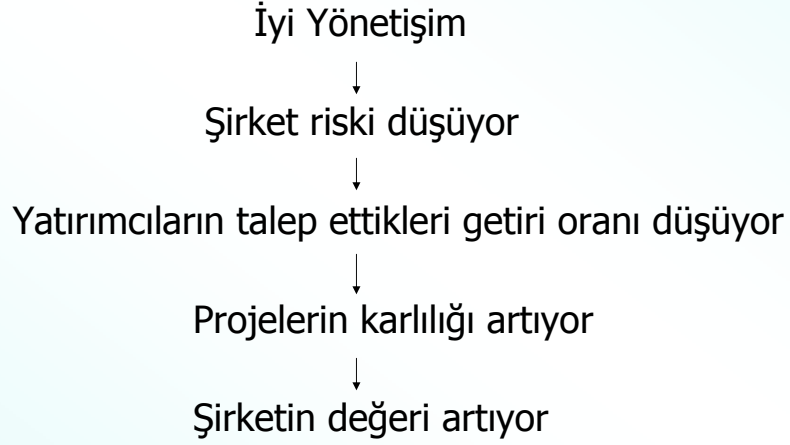 İyi Yönetişim
Şirket riski düşüyor
Yatırımcıların talep ettikleri getiri oranı düşüyor
Projelerin karlılığı artıyor
Şirketin değeri artıyor